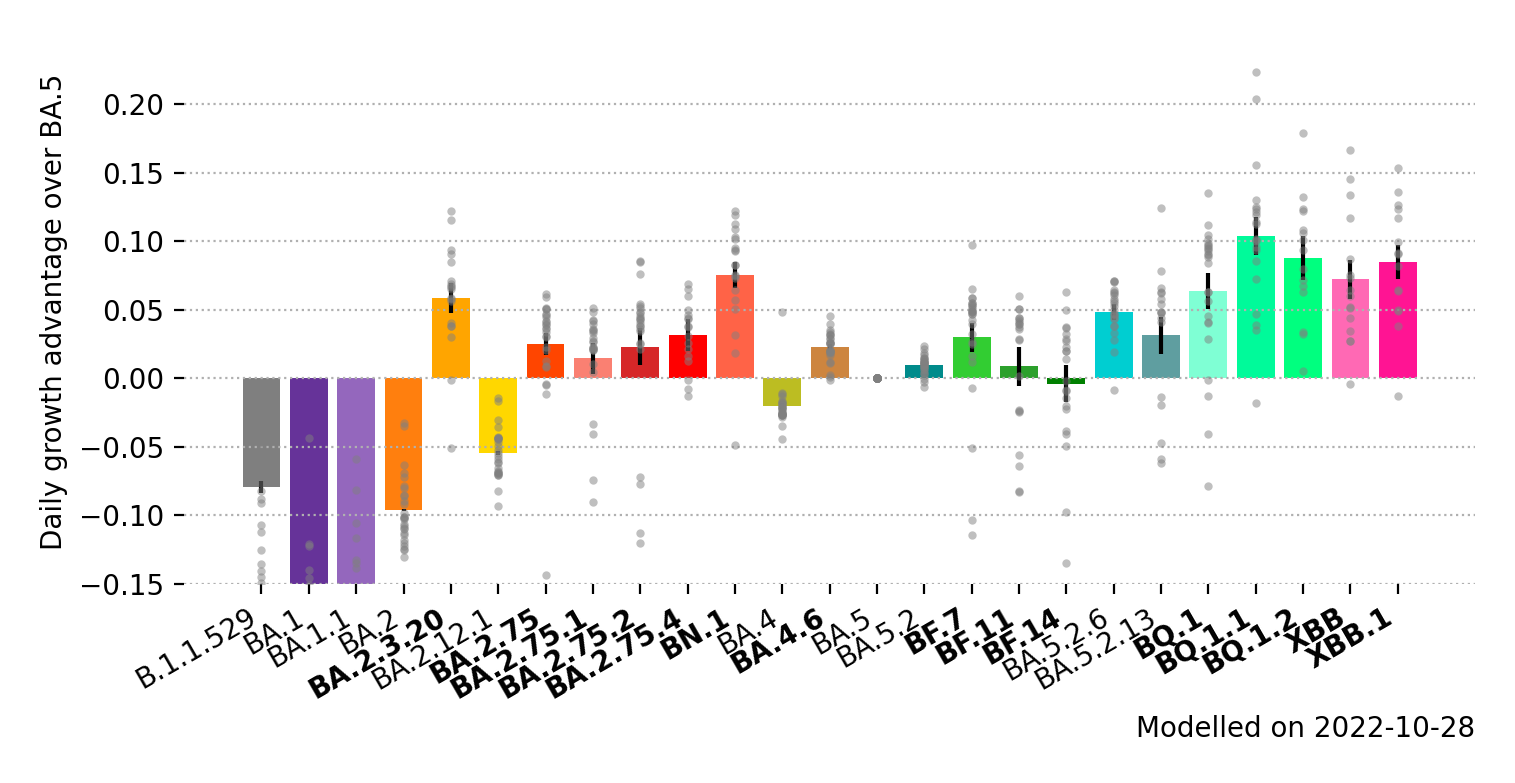 Daily growth advantage over BA.5
0.20
0.15
0.10
0.05
0.00
−0.05
−0.10
−0.15
B.1.1.529
BA.1
BA.1.1
BA.2
BA.2.3.20
BA.2.12.1
BA.2.75
BA.2.75.1
BA.2.75.2
BA.2.75.4
BN.1
BA.4
BA.4.6
BA.5
BA.5.2
BF.7
BF.11
BF.14
BA.5.2.6
BA.5.2.13
BQ.1
BQ.1.1
BQ.1.2
XBB
XBB.1
Modelled on 2022-10-28